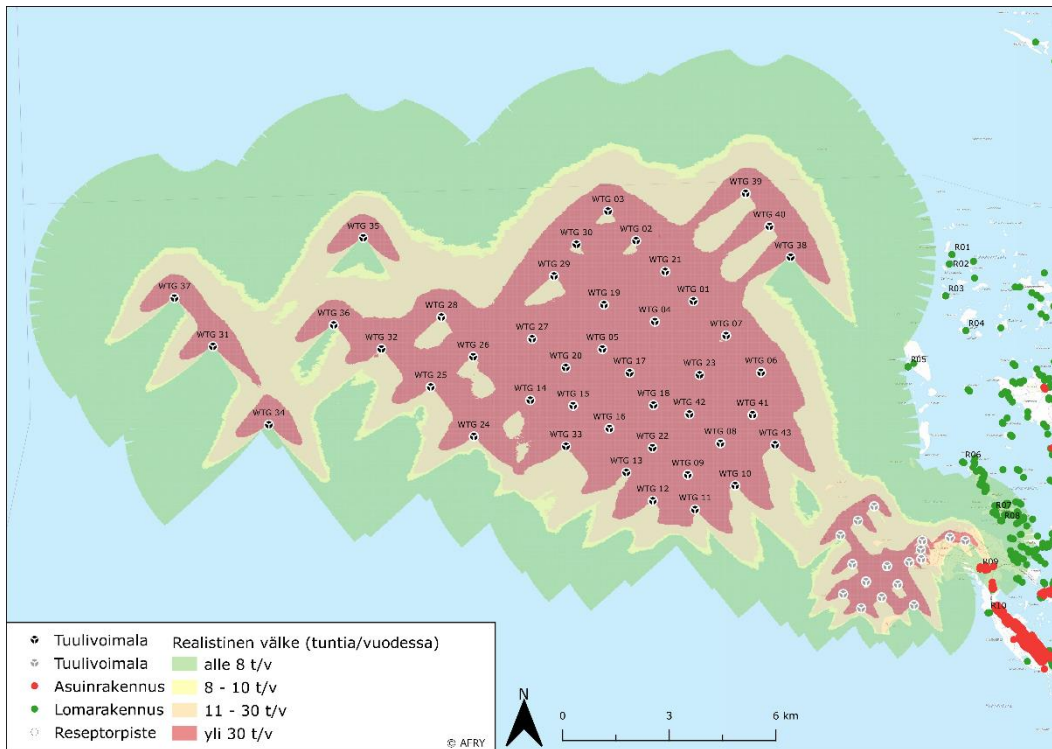 WTG 39
WTG 03
WTG 40
WTG 30
WTG 02
WTG 35
WTG 38
R01
R02
WTG 29
WTG 21
WTG 37
R03
WTG 28
WTG 19
WTG 01
WTG 36
WTG 04
R04
WTG 31
WTG 32
WTG 27
WTG 07
WTG 26
WTG 05
R05
WTG 20
WTG 17
WTG 23
WTG 06
WTG 25
WTG 14
WTG 15
WTG 18
WTG 42
WTG 41
WTG 34
WTG 24
WTG 16
WTG 33
WTG 22
WTG 08
WTG 43
R06
WTG 13
WTG 09
WTG 10
WTG 12
WTG 11
R07
R08
R09
R10
Tuulivoimala
Tuulivoimala
Asuinrakennus
Lomarakennus
Reseptorpiste
Realistinen välke (tuntia/vuodessa)
alle 8 t/v
8 - 10 t/v
11 - 30 t/v
yli 30 t/v
© AFRY
N
0 3 6 km